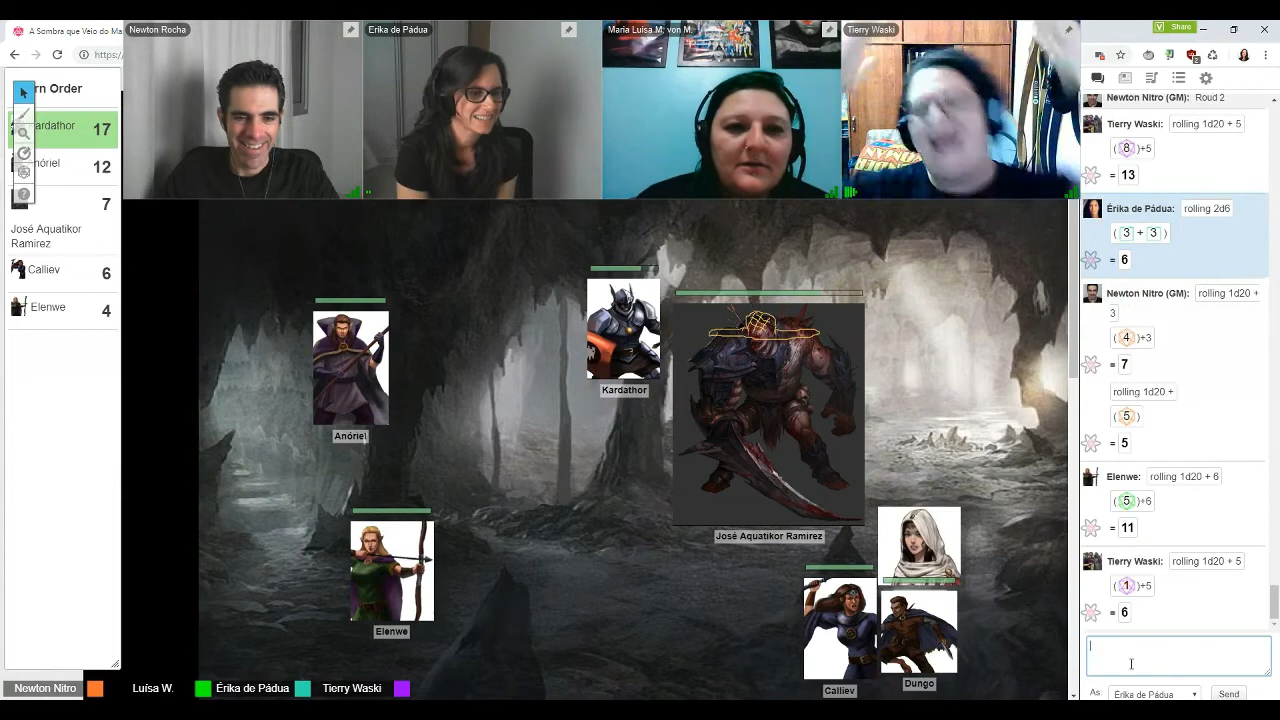 A Sombra que Veio do Ma
https:
Share
Newton Rocha
Erika de Pádua
Maria Luisa M. von M.
Tierry Waski
rn Order
Kardathor 17
nóriel 12
7
José Aquatikor
Ramirez
Calliev 6
Elenwe 4
Kardathor
Anóriel
José Aquatikor Ramirez
Elenwe
Calliev
Dungo
Newton Nitro
Luísa W.
Érika de Pádua
Tierry Waski
Newton Nitro (GM): Roud 2
Tierry Waski: rolling 1d20 + 5
(8)+5
= 13
Érika de Pádua: rolling 2d6
(3 + 3)
= 6
Newton Nitro (GM): rolling 1d20 +
3
(4)+3
= 7
rolling 1d20 +
(5)
= 5
Elenwe: rolling 1d20 + 6
(5)+6
= 11
Tierry Waski: rolling 1d20 + 5
(1)+5
= 6
As: Érika de Pádua Send